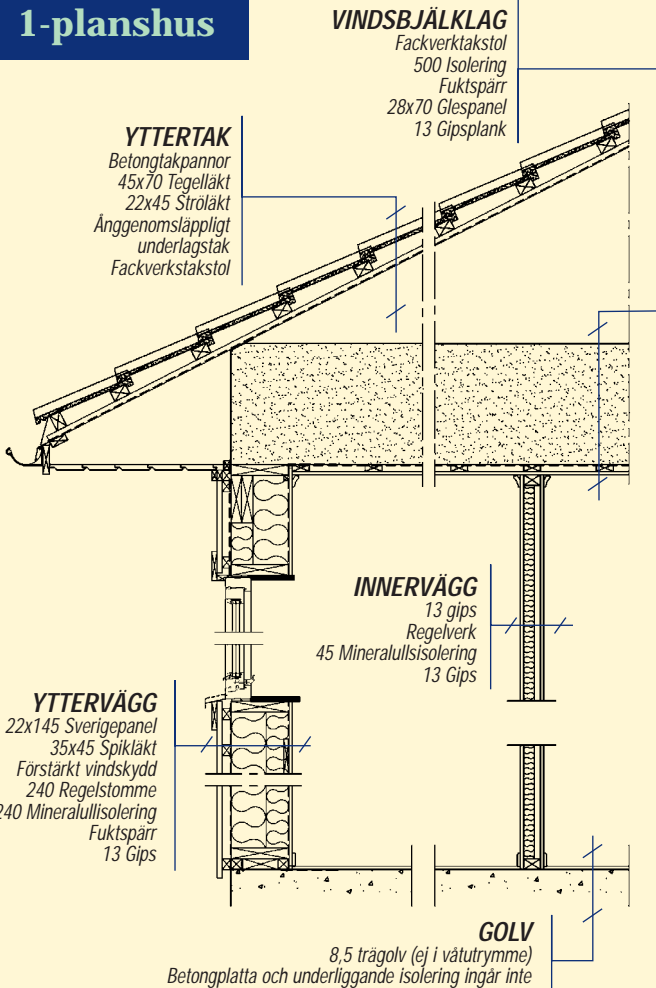 1-planshus
VINDSBJÄLKLAG
Fackverktakstol
500 Isolering
Fuktspärr
28x70 Glespanel
13 Gipsplank
YTTERTAK
Betongtakpannor
45x70 Tegelläkt
22x45 Ströläkt
Ånggenomsläppligt
underlagstak
Fackverkstakstol
INNERVÄGG
13 gips
Regelverk
45 Mineralullsisolering
13 Gips
YTTERVÄGG
22x145 Sverigepanel
35x45 Spikläkt
Förstärkt vindskydd
240 Regelstomme
240 Mineralullisolering
Fuktspärr
13 Gips
GOLV
8,5 trägolv (ej i våtutrymme)
Betongplatta och underliggande isolering ingår inte